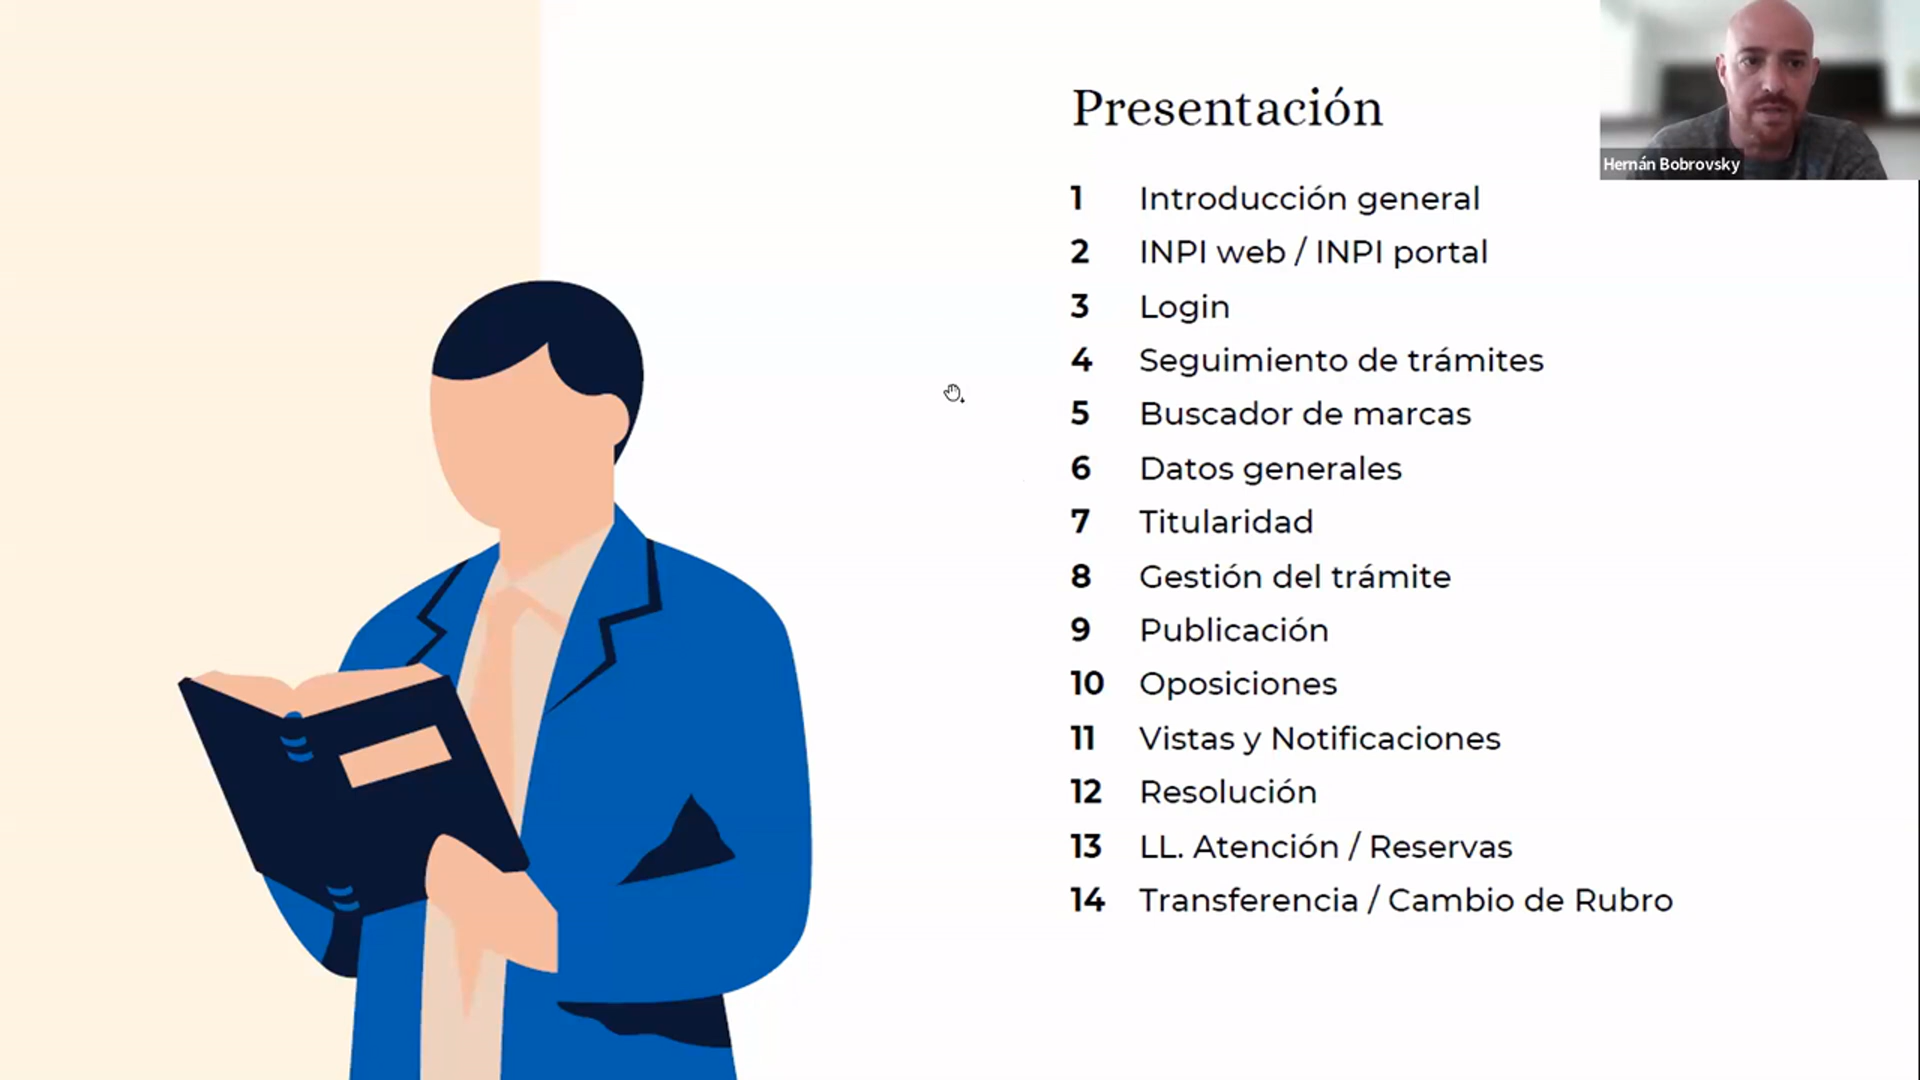 Presentación
Hernán Bobrovsky
1 Introducción general
2 INPI web / INPI portal
3 Login
4 Seguimiento de trámites
5 Buscador de marcas
6 Datos generales
7 Titularidad
8 Gestión del trámite
9 Publicación
10 Oposiciones
11 Vistas y Notificaciones
12 Resolución
13 LL. Atención / Reservas
14 Transferencia / Cambio de Rubro